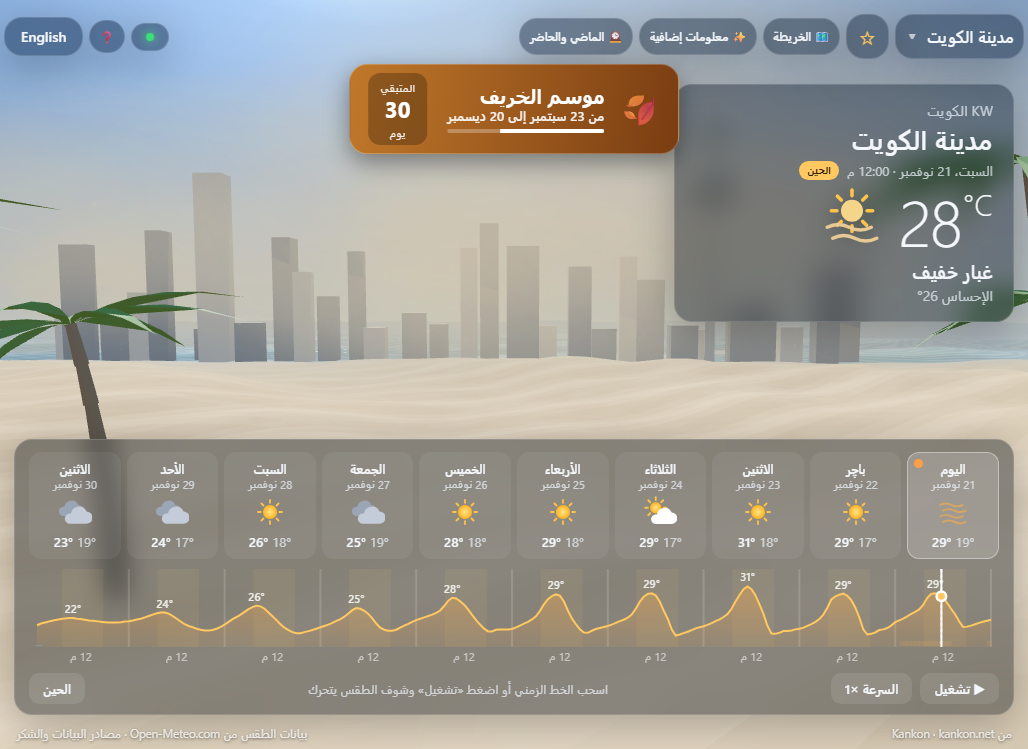 مدينة الكويت ▼
☆
🗺️ الخريطة
✨ معلومات إضافية
🕰️ الماضي والحاضر
❓
English
موسم الخريف
من 23 سبتمبر إلى 20 ديسمبر
المتبقي
30
يوم
KW الكويت
مدينة الكويت
السبت، 21 نوفمبر · 12:00 م الحين
28°C
غبار خفيف
الإحساس 26°
اليوم
21 نوفمبر
29° 19°
باچر
22 نوفمبر
29° 17°
الاثنين
23 نوفمبر
31° 18°
الثلاثاء
24 نوفمبر
29° 17°
الأربعاء
25 نوفمبر
29° 18°
الخميس
26 نوفمبر
28° 18°
الجمعة
27 نوفمبر
25° 19°
السبت
28 نوفمبر
26° 18°
الأحد
29 نوفمبر
24° 17°
الاثنين
30 نوفمبر
23° 19°
29° 29° 31° 29° 29° 28° 25° 26° 24° 22°
12 م 12 م 12 م 12 م 12 م 12 م 12 م 12 م 12 م 12 م
▶ تشغيل
السرعة ×1
اسحب الخط الزمني أو اضغط «تشغيل» وشوف الطقس يتحرك
الحين
من Kankon · kankon.net
بيانات الطقس من Open-Meteo.com · مصادر البيانات والشكر